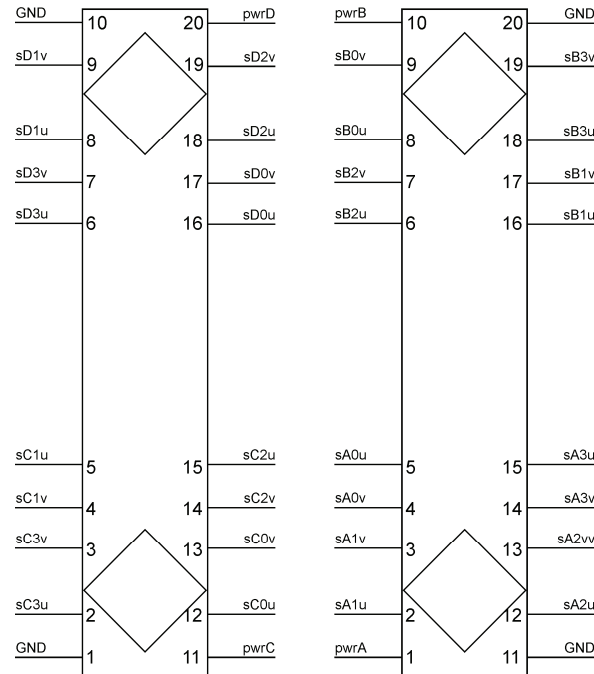 GND 10 20 pwrD pwrB 10 20 GND
sD1v 9 19 sD2v sB0v 9 19 sB3v
sD1u 8 18 sD2u sB0u 8 18 sB3u
sD3v 7 17 sD0v sB2v 7 17 sB1v
sD3u 6 16 sD0u sB2u 6 16 sB1u
sC1u 5 15 sC2u sA0u 5 15 sA3u
sC1v 4 14 sC2v sA0v 4 14 sA3v
sC3v 3 13 sC0v sA1v 3 13 sA2vv
sC3u 2 12 sC0u sA1u 2 12 sA2u
GND 1 11 pwrC pwrA 1 11 GND